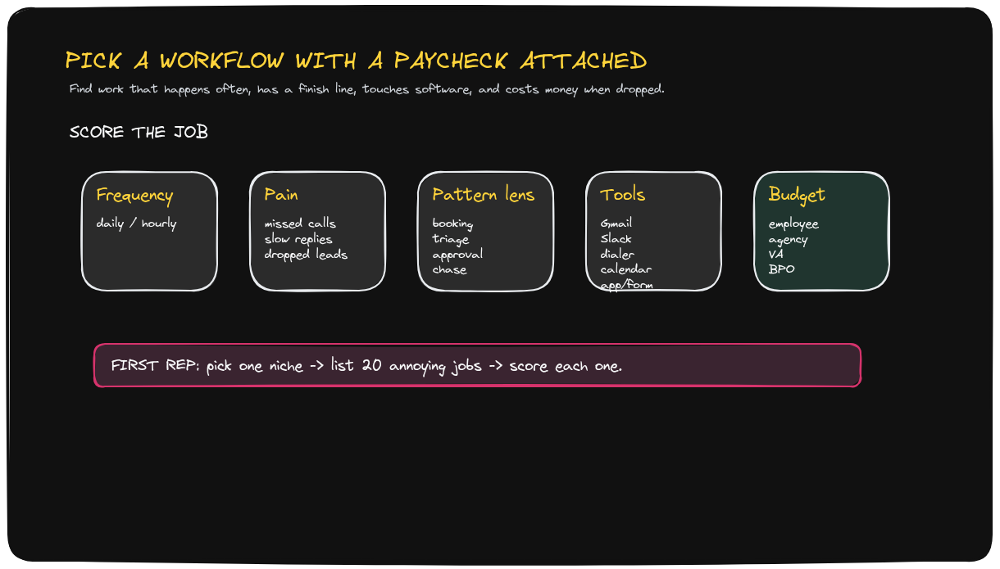 PICK A WORKFLOW WITH A PAYCHECK ATTACHED
Find work that happens often, has a finish line, touches software, and costs money when dropped.
SCORE THE JOB
Frequency
daily / hourly
Pain
missed calls
slow replies
dropped leads
Pattern lens
booking
triage
approval
chase
Tools
Gmail
Slack
dialer
calendar
app/form
Budget
employee
agency
VA
BPO
FIRST REP: pick one niche -> list 20 annoying jobs -> score each one.